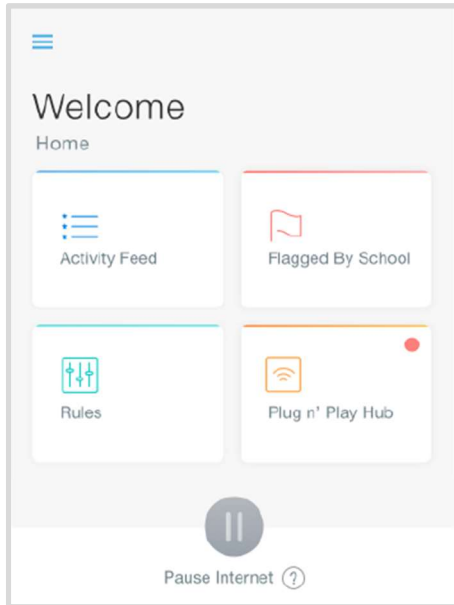 Welcome
Home
Activity Feed
Flagged By School
Rules
Plug n' Play Hub
Pause Internet ?